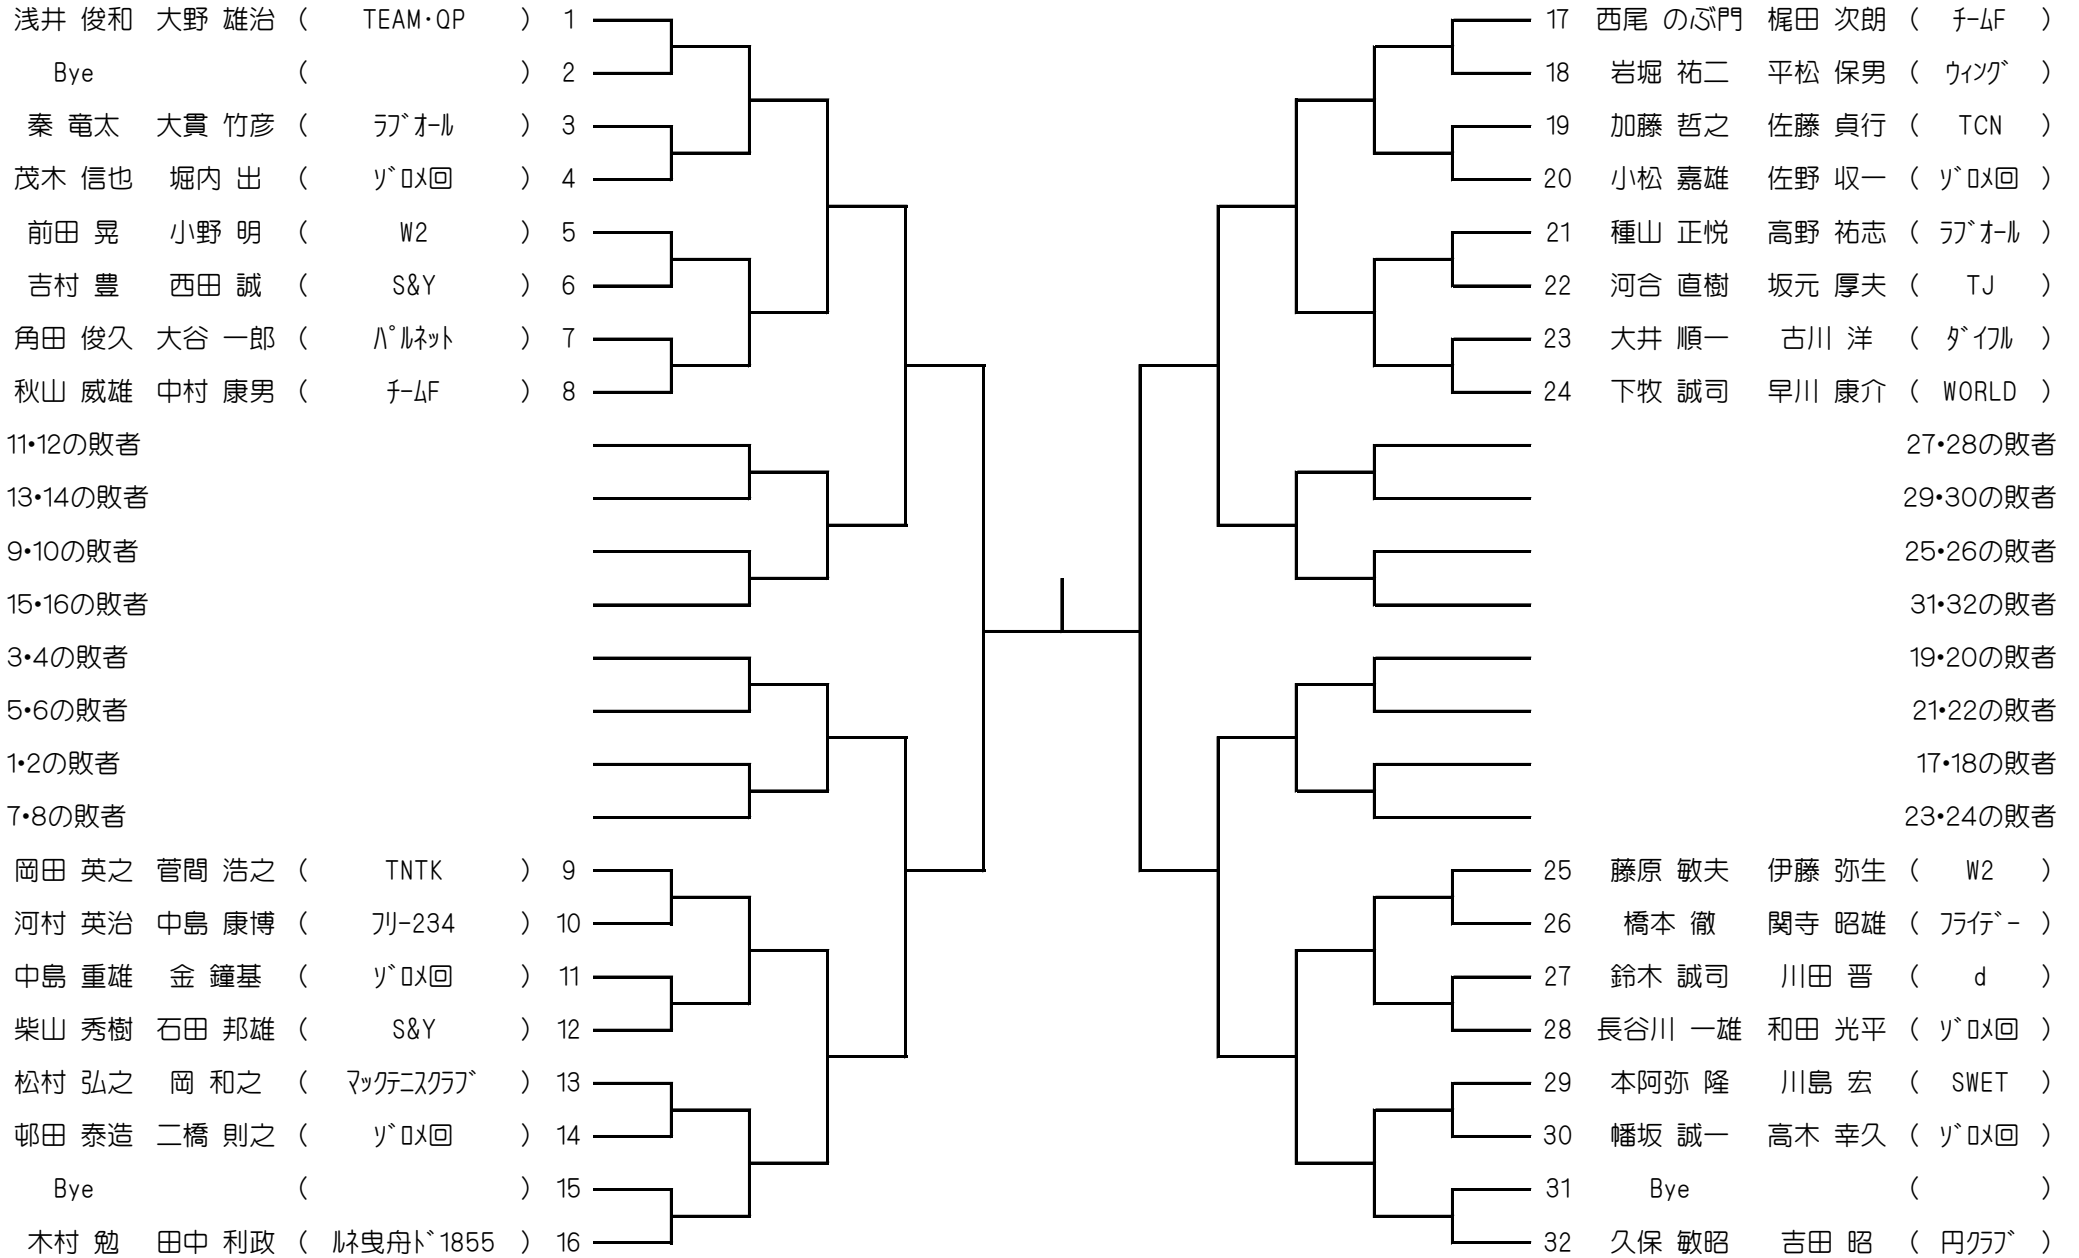 浅井 俊和 大野 雄治 ( TEAM･QP ) 1
Bye ( ) 2
秦 竜太 大貫 竹彦 ( ﾗﾌﾞｵｰﾙ ) 3
茂木 信也 堀内 出 ( ｿﾞﾛﾒ回 ) 4
前田 晃 小野 明 ( W2 ) 5
吉村 豊 西田 誠 ( S&Y ) 6
角田 俊久 大谷 一郎 ( ﾊﾟﾙﾈｯﾄ ) 7
秋山 威雄 中村 康男 ( ﾁｰﾑF ) 8
11・12の敗者
13・14の敗者
9・10の敗者
15・16の敗者
3・4の敗者
5・6の敗者
1・2の敗者
7・8の敗者
岡田 英之 菅間 浩之 ( TNTK ) 9
河村 英治 中島 康博 ( ﾌﾘｰ234 ) 10
中島 重雄 金 鐘基 ( ｿﾞﾛﾒ回 ) 11
柴山 秀樹 石田 邦雄 ( S&Y ) 12
松村 弘之 岡 和之 ( ﾏｯｸﾃﾆｽｸﾗﾌﾞ ) 13
邨田 泰造 二橋 則之 ( ｿﾞﾛﾒ回 ) 14
Bye ( ) 15
木村 勉 田中 利政 ( ﾙﾈ曳舟ﾄﾞ1855 ) 16
17 西尾 のぶ門 梶田 次朗 ( ﾁｰﾑF )
18 岩堀 祐二 平松 保男 ( ｳｨﾝｸﾞ )
19 加藤 哲之 佐藤 貞行 ( TCN )
20 小松 嘉雄 佐野 収一 ( ｿﾞﾛﾒ回 )
21 種山 正悦 高野 祐志 ( ﾗﾌﾞｵｰﾙ )
22 河合 直樹 坂元 厚夫 ( TJ )
23 大井 順一 古川 洋 ( ﾀﾞｲﾌﾙ )
24 下牧 誠司 早川 康介 ( WORLD )
27・28の敗者
29・30の敗者
25・26の敗者
31・32の敗者
19・20の敗者
21・22の敗者
17・18の敗者
23・24の敗者
25 藤原 敏夫 伊藤 弥生 ( W2 )
26 橋本 徹 関寺 昭雄 ( ﾌﾗｲﾃﾞｰ )
27 鈴木 誠司 川田 晋 ( d )
28 長谷川 一雄 和田 光平 ( ｿﾞﾛﾒ回 )
29 本阿弥 隆 川島 宏 ( SWET )
30 幡坂 誠一 高木 幸久 ( ｿﾞﾛﾒ回 )
31 Bye ( )
32 久保 敏昭 吉田 昭 ( 円ｸﾗﾌﾞ )